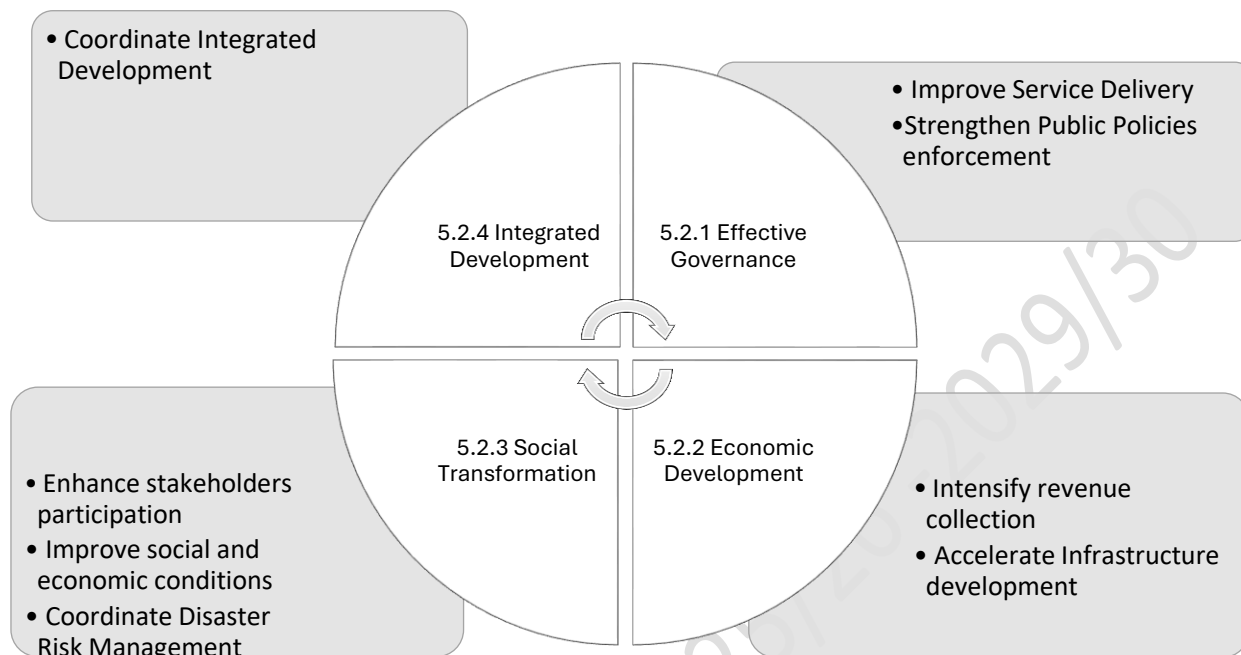 • Coordinate Integrated
Development
• Improve Service Delivery
•Strengthen Public Policies
enforcement
5.2.4 Integrated
Development
5.2.1 Effective
Governance
5.2.3 Social
Transformation
5.2.2 Economic
Development
• Enhance stakeholders
participation
• Improve social and
economic conditions
• Coordinate Disaster
Risk Management
• Intensify revenue
collection
• Accelerate Infrastructure
development
2029/30